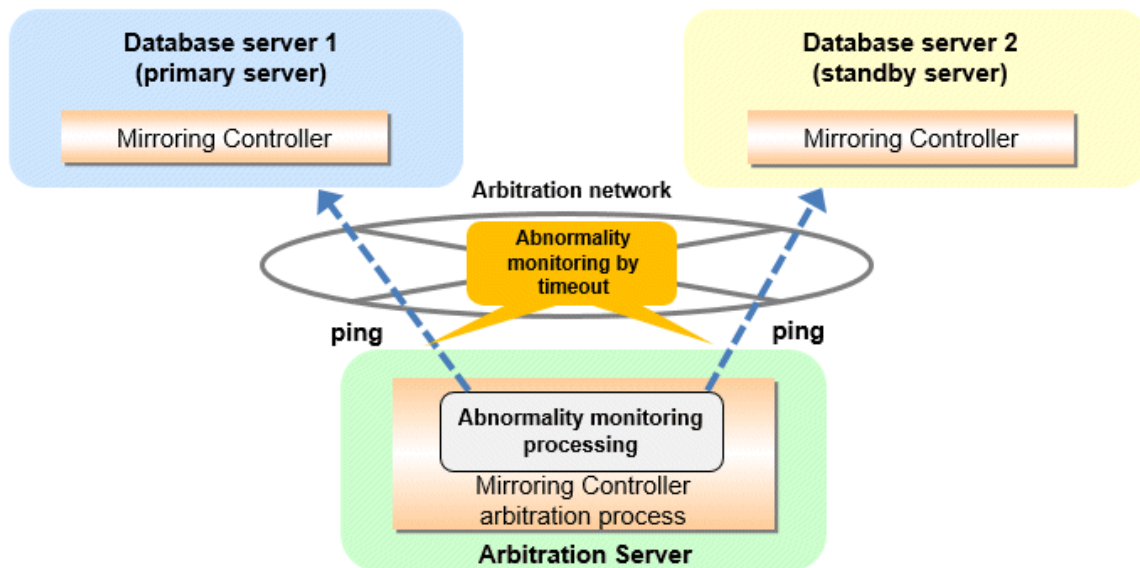 Database server 1
(primary server)
Mirroring Controller
Database server 2
(standby server)
Mirroring Controller
Arbitration network
Abnormality
monitoring by
timeout
ping
ping
Abnormality monitoring
processing
Mirroring Controller
arbitration process
Arbitration Server